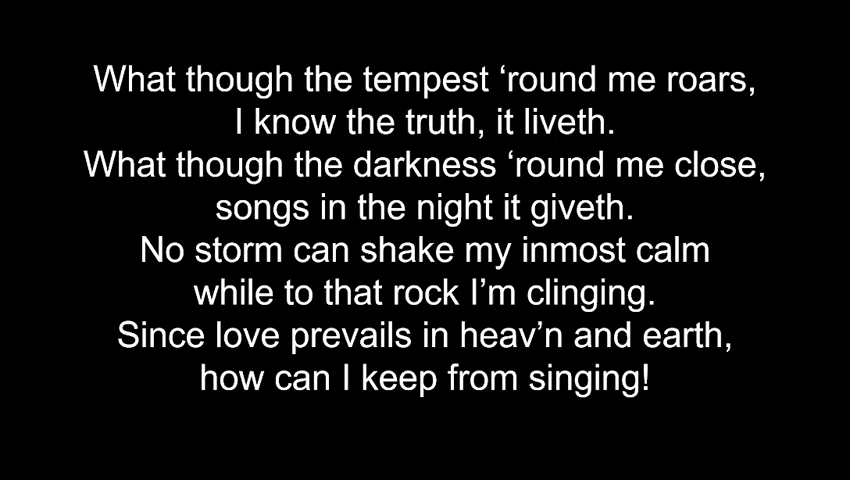 What though the tempest ‘round me roars,
I know the truth, it liveth.
What though the darkness ‘round me close,
songs in the night it giveth.
No storm can shake my inmost calm
while to that rock I’m clinging.
Since love prevails in heav’n and earth,
how can I keep from singing!